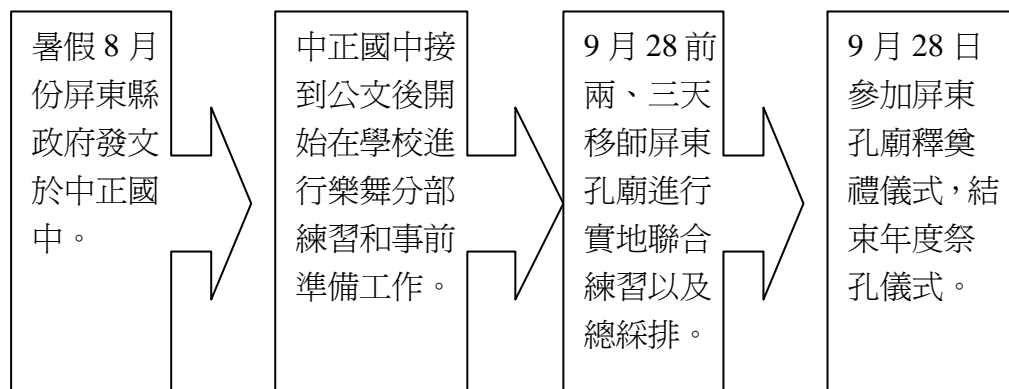 暑假 8 月
份屏東縣
政府發文
於中正國
中。
中正國中接
到公文後開
始在學校進
行樂舞分部
練習和事前
準備工作。
9 月 28 前
兩、三天
移師屏東
孔廟進行
實地聯合
練習以及
總綵排。
9 月 28 日
參加屏東
孔廟釋奠
禮儀式，結
束年度祭
孔儀式。